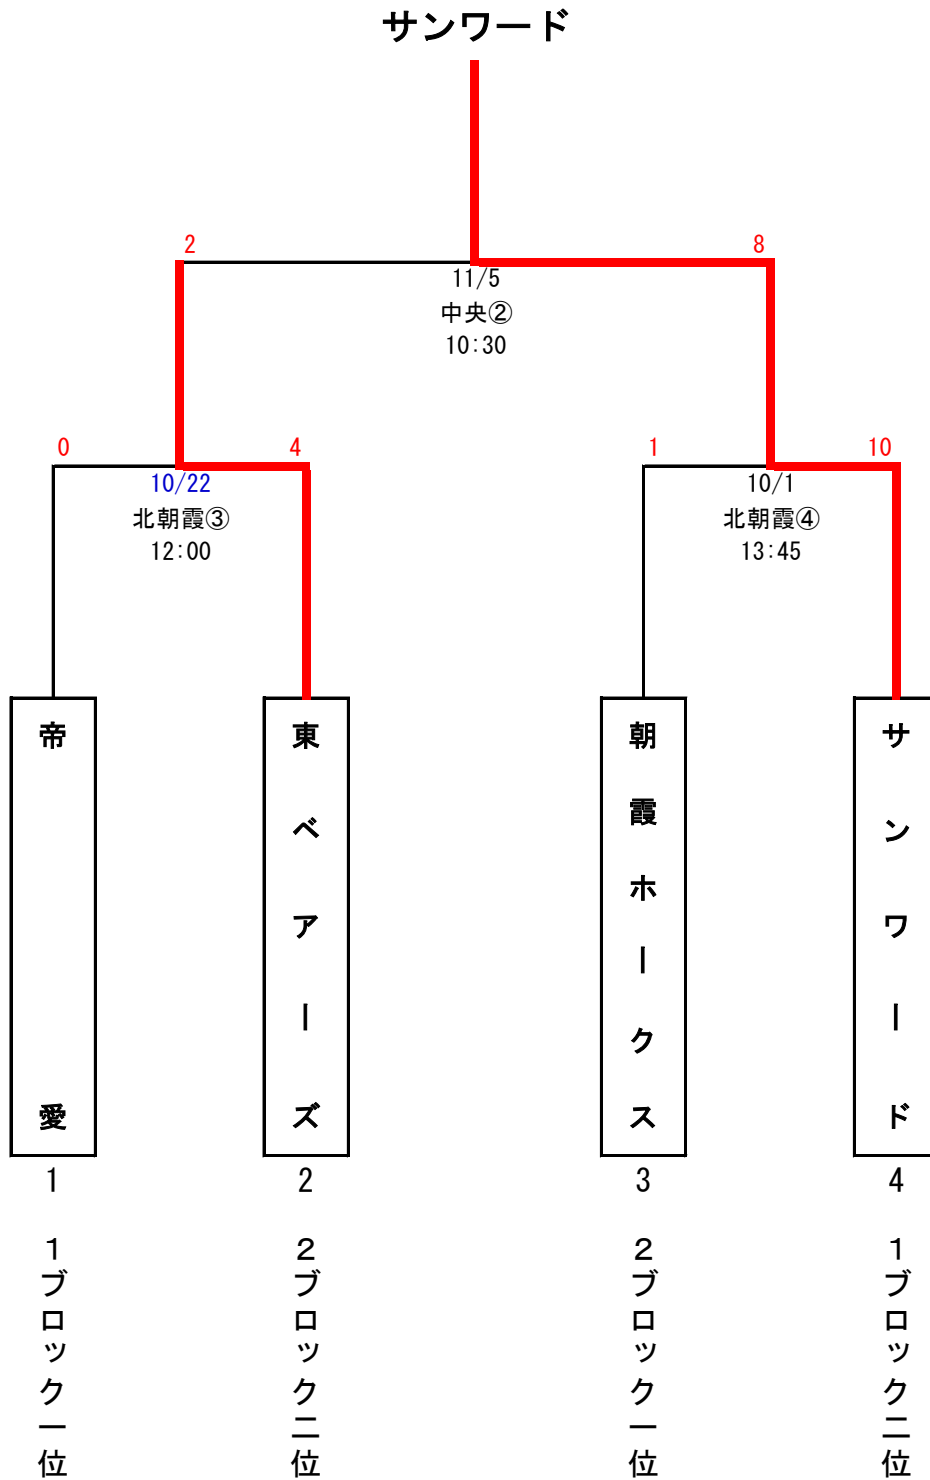 サンワード
2
8
11/5
中央②
10:30
0
4
1
10
10/22
北朝霞③
12:00
10/1
北朝霞④
13:45
帝愛
東ベアーズ
朝霞ホークス
サンワード
1
2
3
4
１ブロック一位
２ブロック二位
２ブロック一位
１ブロック二位